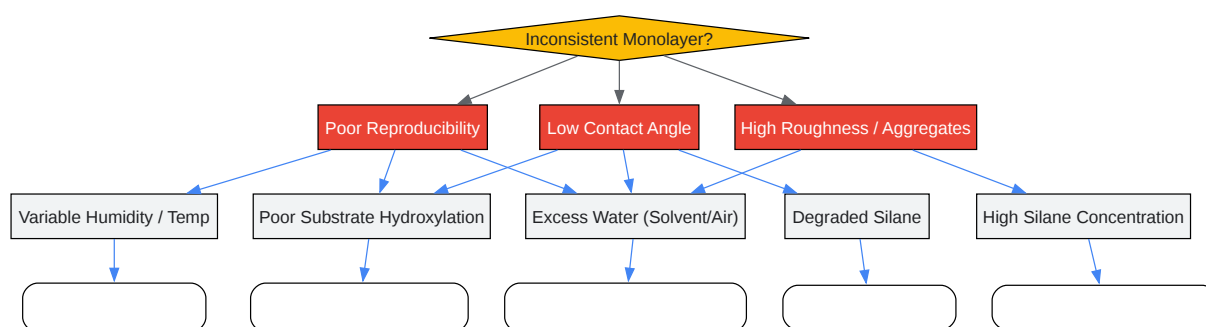 Inconsistent Monolayer?
Poor Reproducibility
Low Contact Angle
High Roughness / Aggregates
Variable Humidity / Temp
Poor Substrate Hydroxylation
Excess Water (Solvent/Air)
Degraded Silane
High Silane Concentration